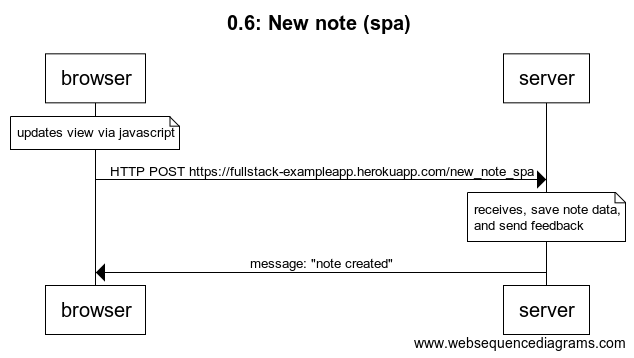 0.6: New note (spa)
browser
server
updates view via javascript
HTTP POST https://fullstack-exampleapp.herokuapp.com/new_note_spa
receives, save note data,
and send feedback
message: "note created"
browser
server
www.websequencediagrams.com